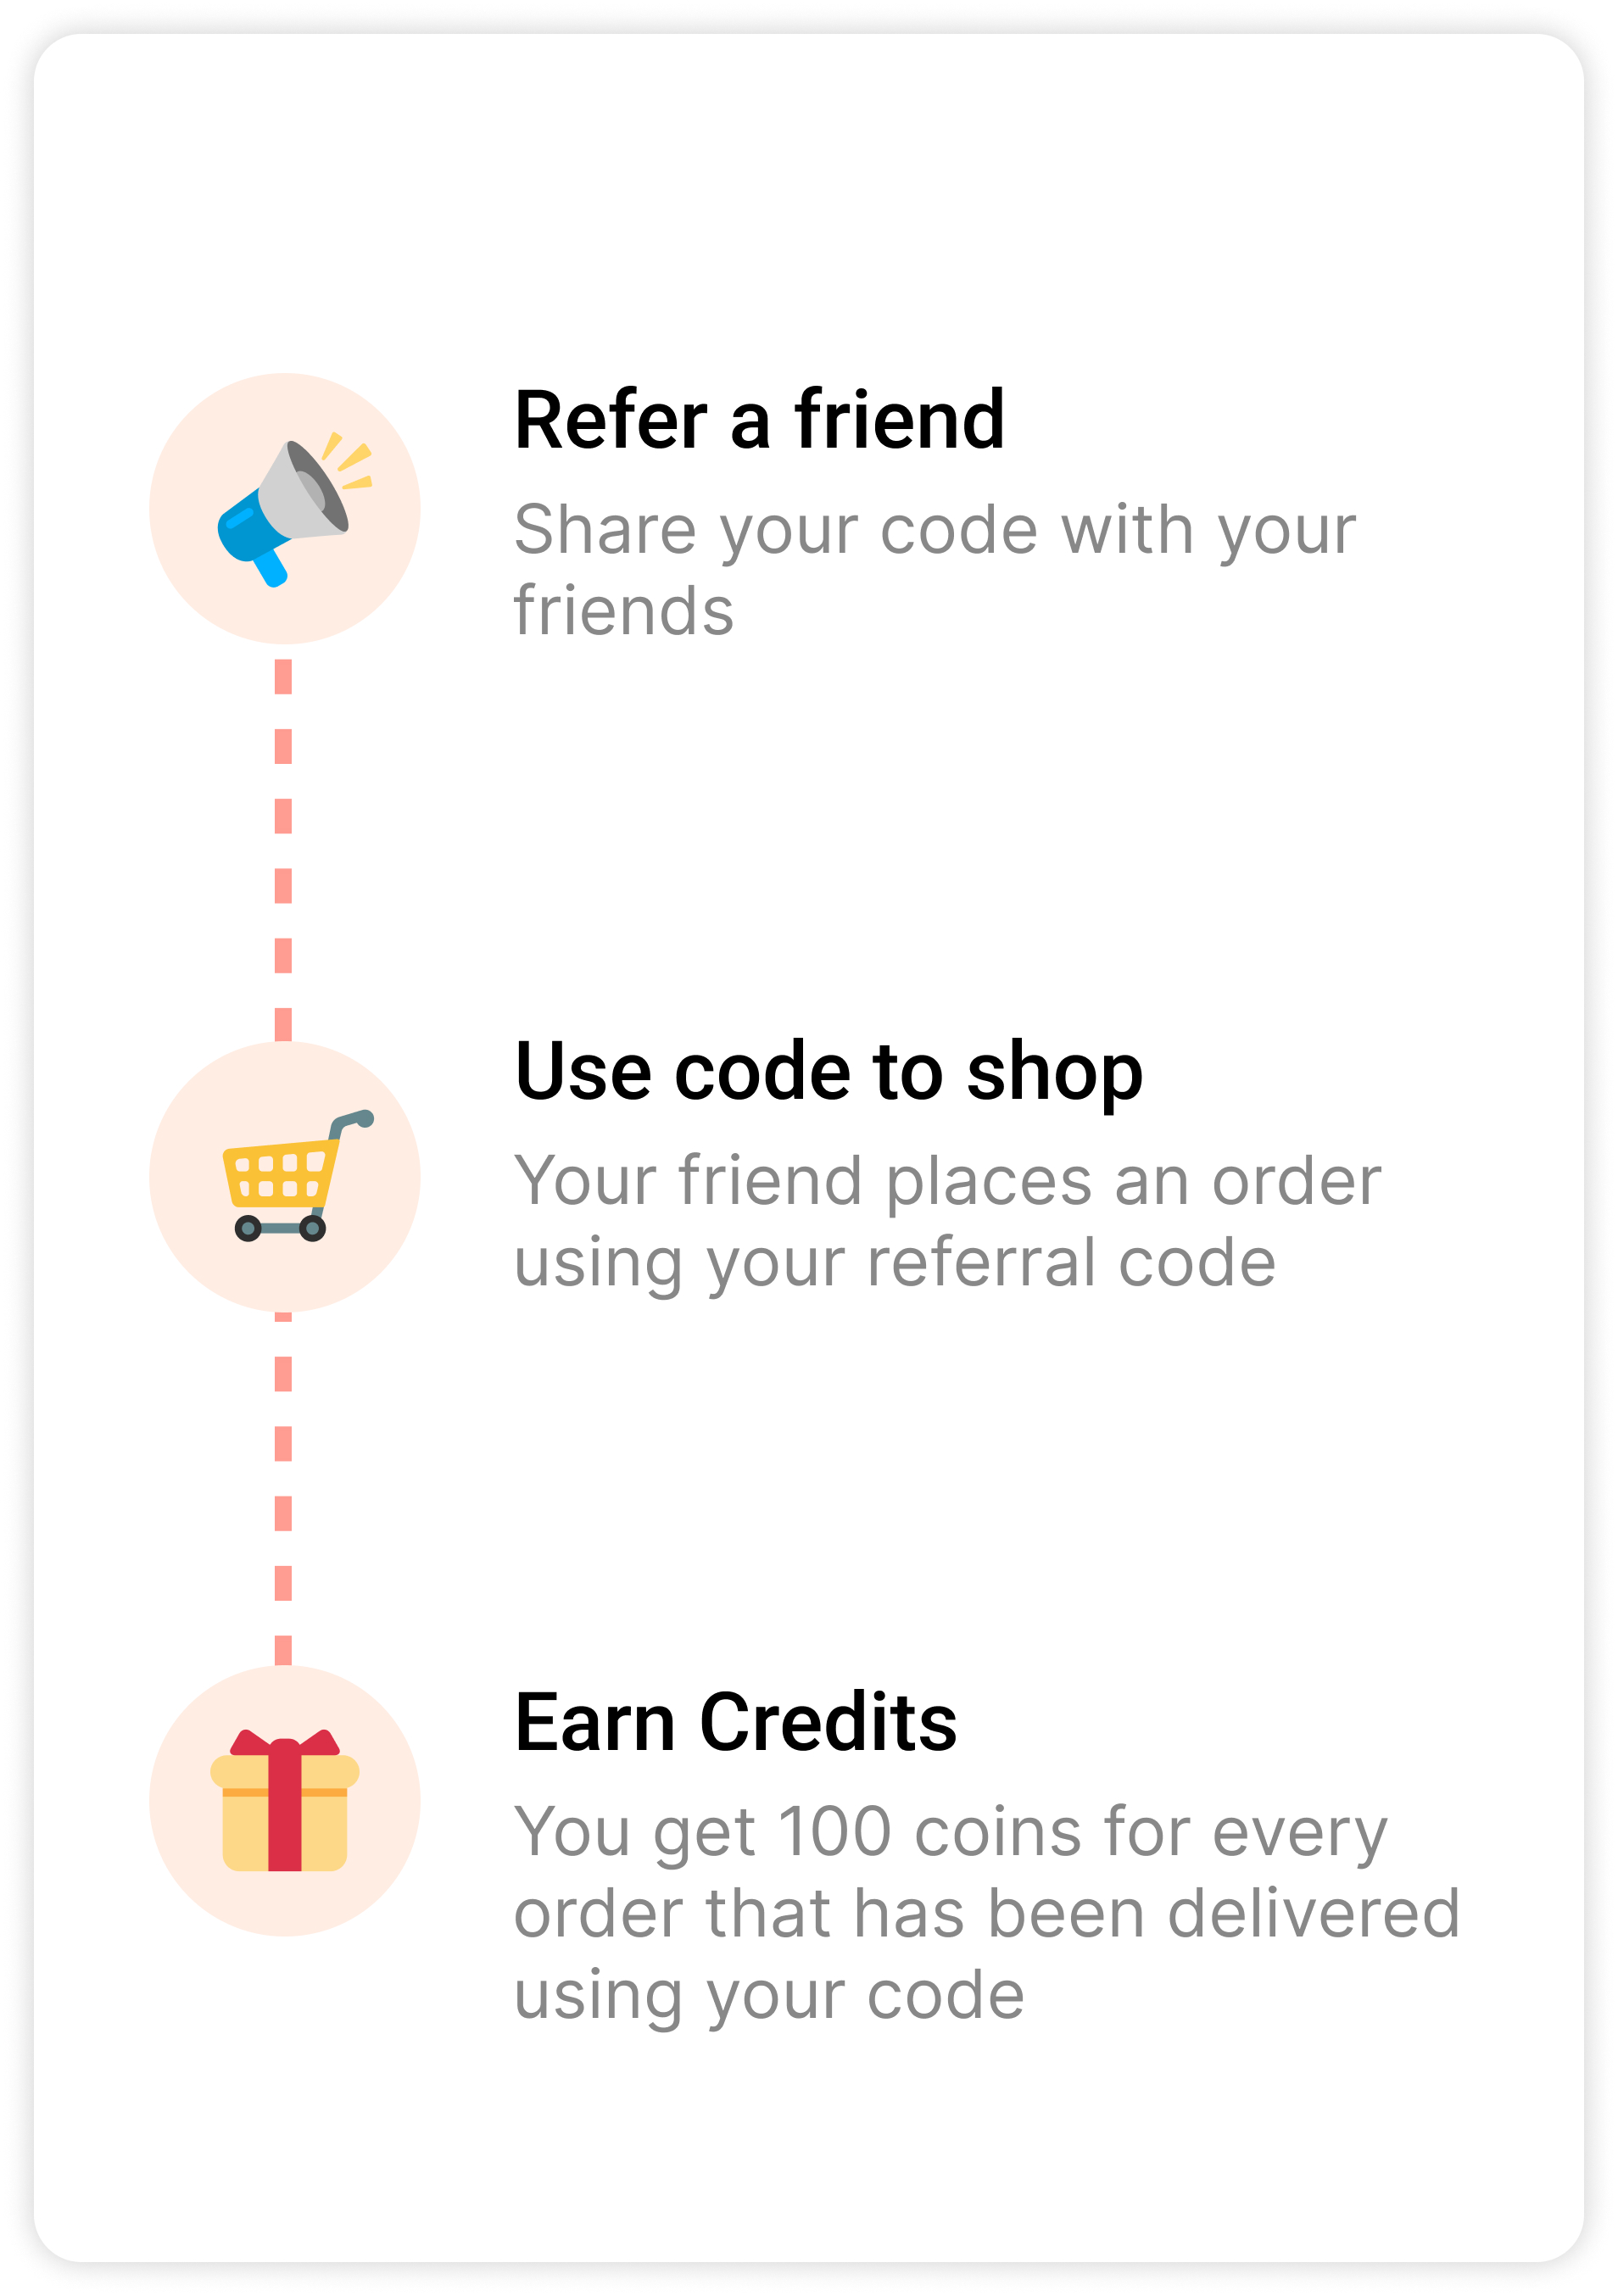 Refer a friend
Share your code with your
friends
Use code to shop
Your friend places an order
using your referral code
Earn Credits
You get 100 coins for every
order that has been delivered
using your code